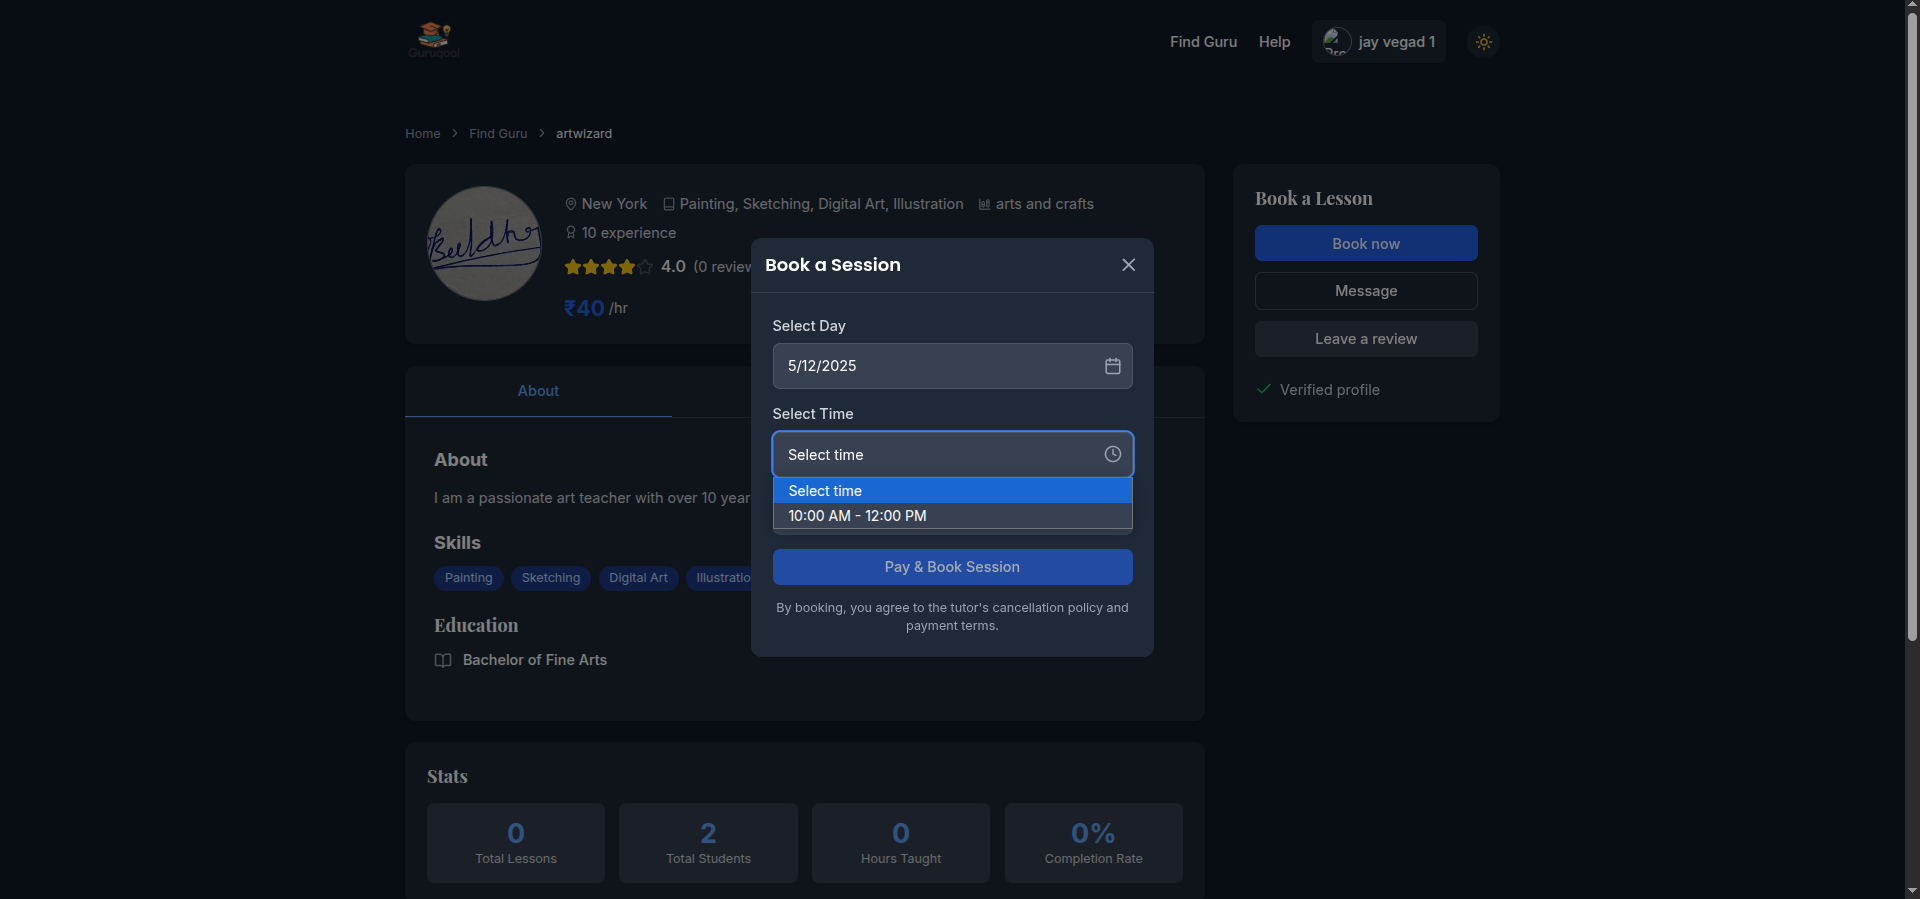 Guruqool
Find Guru Help jay vegad 1
Home Find Guru artwizard
New York Painting, Sketching, Digital Art, Illustration arts and crafts
10 experience
4.0 (0 review
₹40 /hr
Book a Lesson
Book now
Message
Leave a review
Verified profile
Book a Session
Select Day
5/12/2025
Select Time
Select time
Select time
10:00 AM - 12:00 PM
Pay & Book Session
By booking, you agree to the tutor's cancellation policy and
payment terms.
About
About
I am a passionate art teacher with over 10 year
Skills
Painting Sketching Digital Art Illustratio
Education
Bachelor of Fine Arts
Stats
0 2 0 0%
Total Lessons Total Students Hours Taught Completion Rate